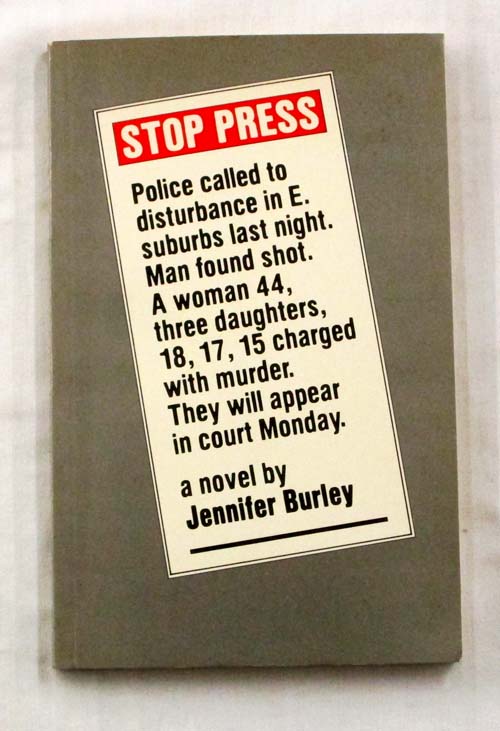 STOP PRESS
Police called to
disturbance in E.
suburbs last night.
Man found shot.
A woman 44,
three daughters,
18, 17, 15 charged
with murder.
They will appear
in court Monday.
a novel by
Jennifer Burley